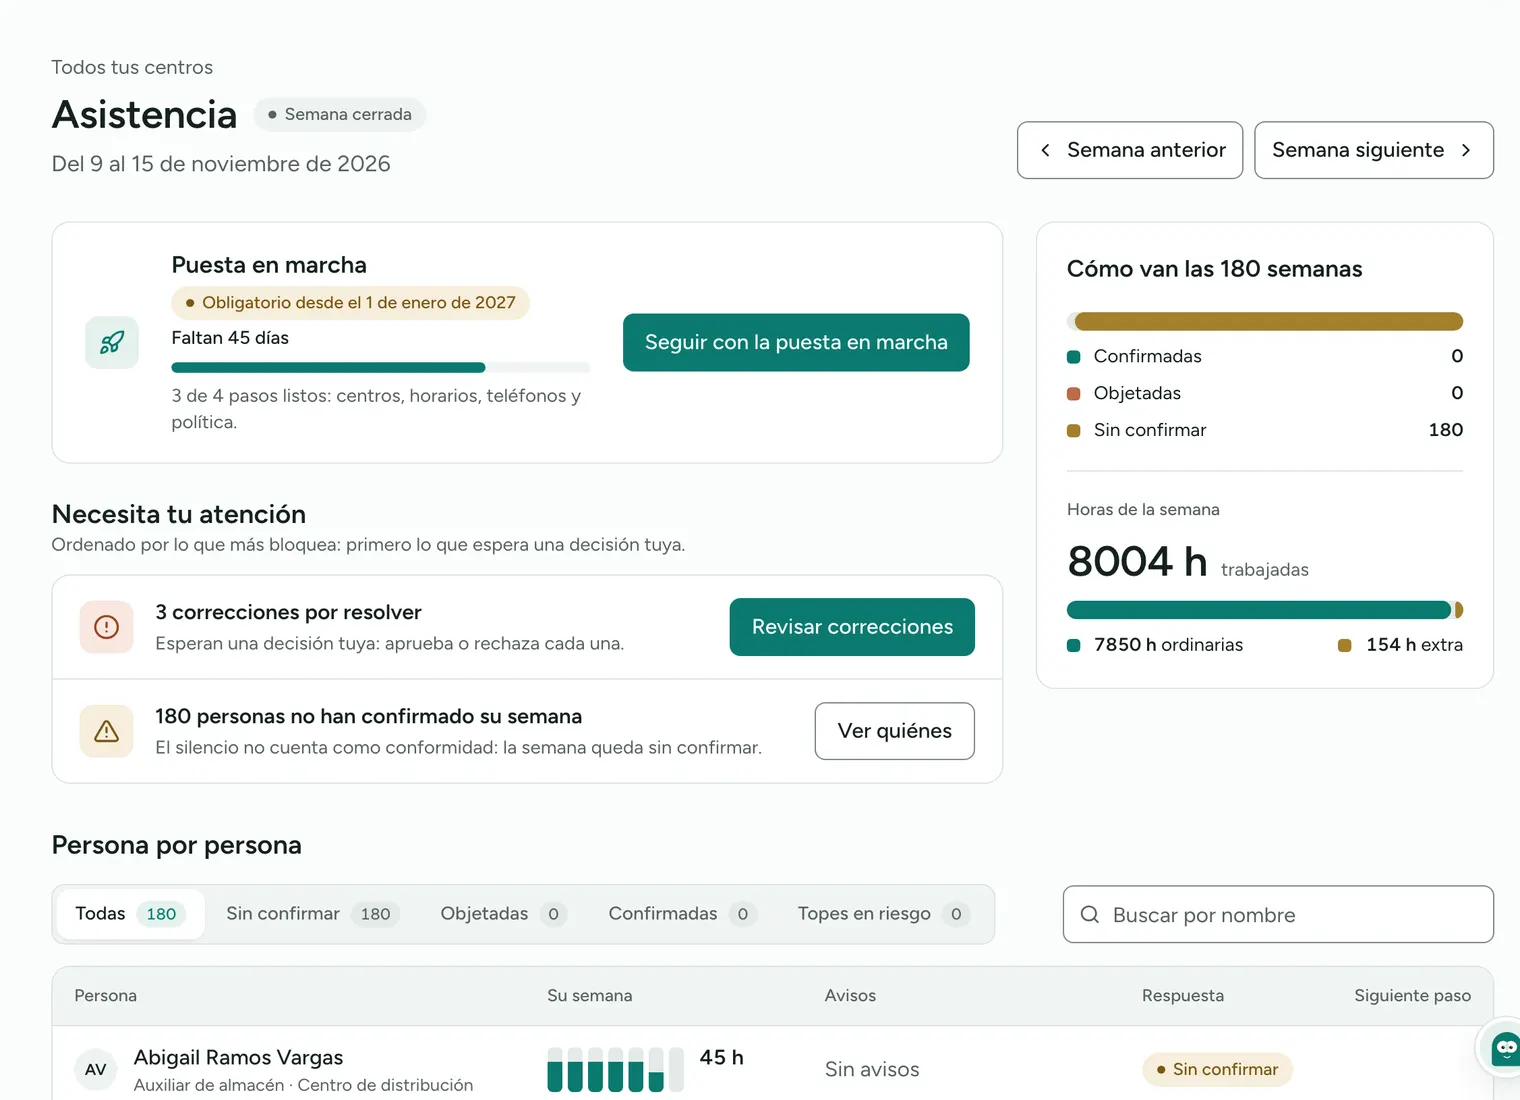 Todos tus centros
Asistencia
Semana cerrada
Del 9 al 15 de noviembre de 2026
Semana anterior
Semana siguiente
Puesta en marcha
Obligatorio desde el 1 de enero de 2027
Faltan 45 días
3 de 4 pasos listos: centros, horarios, teléfonos y
política.
Seguir con la puesta en marcha
Cómo van las 180 semanas
Confirmadas 0
Objetadas 0
Sin confirmar 180
Horas de la semana
8004 h trabajadas
7850 h ordinarias
154 h extra
Necesita tu atención
Ordenado por lo que más bloquea: primero lo que espera una decisión tuya.
3 correcciones por resolver
Esperan una decisión tuya: aprueba o rechaza cada una.
Revisar correcciones
180 personas no han confirmado su semana
El silencio no cuenta como conformidad: la semana queda sin confirmar.
Ver quiénes
Persona por persona
Todas 180
Sin confirmar 180
Objetadas 0
Confirmadas 0
Topes en riesgo 0
Buscar por nombre
Persona
Su semana
Avisos
Respuesta
Siguiente paso
AV
Abigail Ramos Vargas
Auxiliar de almacén · Centro de distribución
45 h
Sin avisos
Sin confirmar